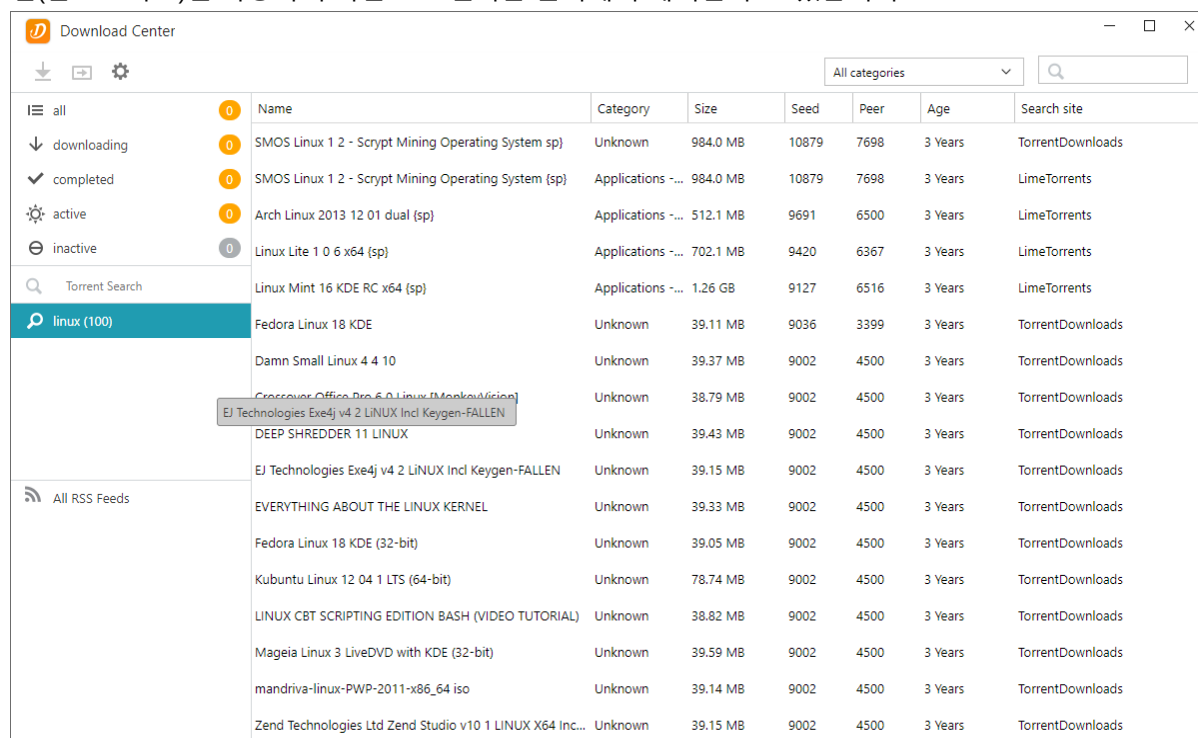 Download Center
All categories
all 0
downloading 0
completed 0
active 0
inactive 0
Torrent Search
linux (100)
All RSS Feeds
Name Category Size Seed Peer Age Search site
SMOS Linux 1 2 - Scrypt Mining Operating System sp} Unknown 984.0 MB 10879 7698 3 Years TorrentDownloads
SMOS Linux 1 2 - Scrypt Mining Operating System {sp} Applications -... 984.0 MB 10879 7698 3 Years LimeTorrents
Arch Linux 2013 12 01 dual {sp} Applications -... 512.1 MB 9691 6500 3 Years LimeTorrents
Linux Lite 1 0 6 x64 {sp} Applications -... 702.1 MB 9420 6367 3 Years LimeTorrents
Linux Mint 16 KDE RC x64 {sp} Applications -... 1.26 GB 9127 6516 3 Years LimeTorrents
Fedora Linux 18 KDE Unknown 39.11 MB 9036 3399 3 Years TorrentDownloads
Damn Small Linux 4 4 10 Unknown 39.37 MB 9002 4500 3 Years TorrentDownloads
Crossover Office Pro 6 0 Linux [MonkeyVision] Unknown 38.79 MB 9002 4500 3 Years TorrentDownloads
EJ Technologies Exe4j v4 2 LiNUX Incl Keygen-FALLEN
DEEP SHREDDER 11 LINUX Unknown 39.43 MB 9002 4500 3 Years TorrentDownloads
EJ Technologies Exe4j v4 2 LiNUX Incl Keygen-FALLEN Unknown 39.15 MB 9002 4500 3 Years TorrentDownloads
EVERYTHING ABOUT THE LINUX KERNEL Unknown 39.33 MB 9002 4500 3 Years TorrentDownloads
Fedora Linux 18 KDE (32-bit) Unknown 39.05 MB 9002 4500 3 Years TorrentDownloads
Kubuntu Linux 12 04 1 LTS (64-bit) Unknown 78.74 MB 9002 4500 3 Years TorrentDownloads
LINUX CBT SCRIPTING EDITION BASH (VIDEO TUTORIAL) Unknown 38.82 MB 9002 4500 3 Years TorrentDownloads
Mageia Linux 3 LiveDVD with KDE (32-bit) Unknown 39.59 MB 9002 4500 3 Years TorrentDownloads
mandriva-linux-PWP-2011-x86_64 iso Unknown 39.14 MB 9002 4500 3 Years TorrentDownloads
Zend Technologies Ltd Zend Studio v10 1 LINUX X64 Inc... Unknown 39.15 MB 9002 4500 3 Years TorrentDownloads